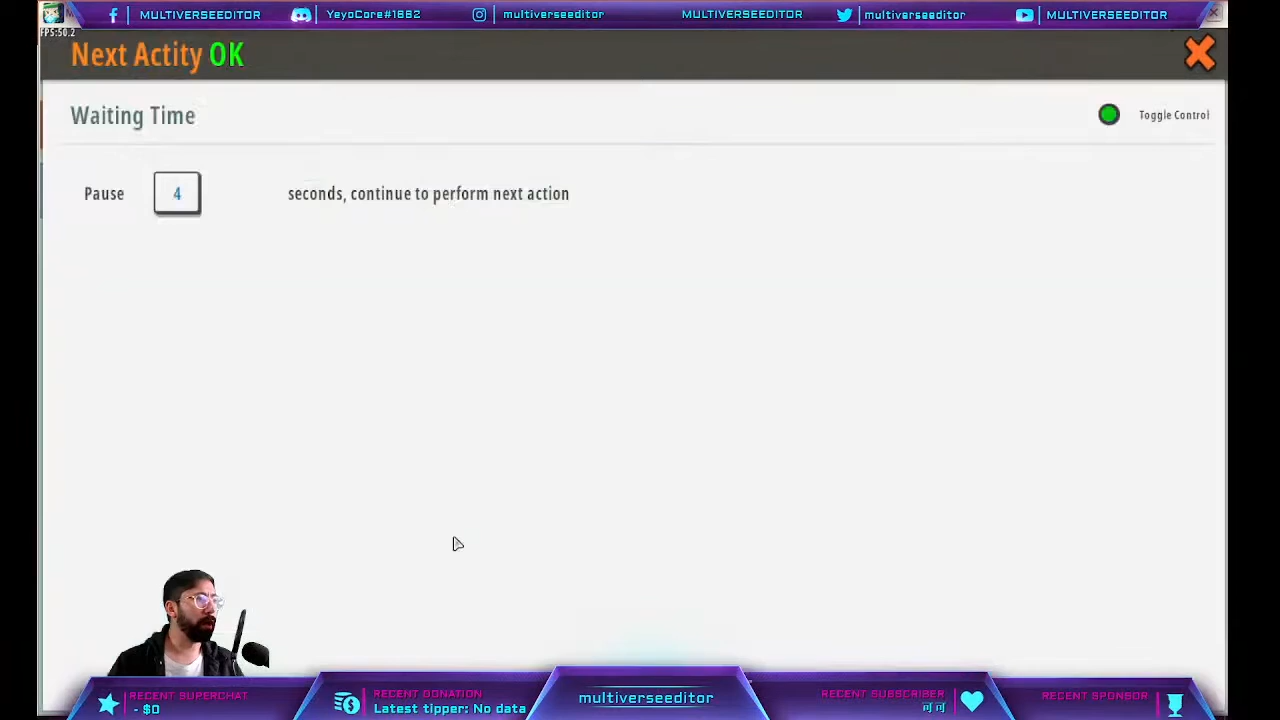 MULTIVERSEEDITOR YeyoCore#1882 multiverseeditor MULTIVERSEEDITOR multiverseeditor MULTIVERSEEDITOR
FPS:50.2
Next Actity OK
Waiting Time
Toggle Control
Pause 4 seconds, continue to perform next action
RECENT SUPERCHAT
- $0
RECENT DONATION
Latest tipper: No data
multiverseeditor
RECENT SUBSCRIBER
可可
RECENT SPONSOR